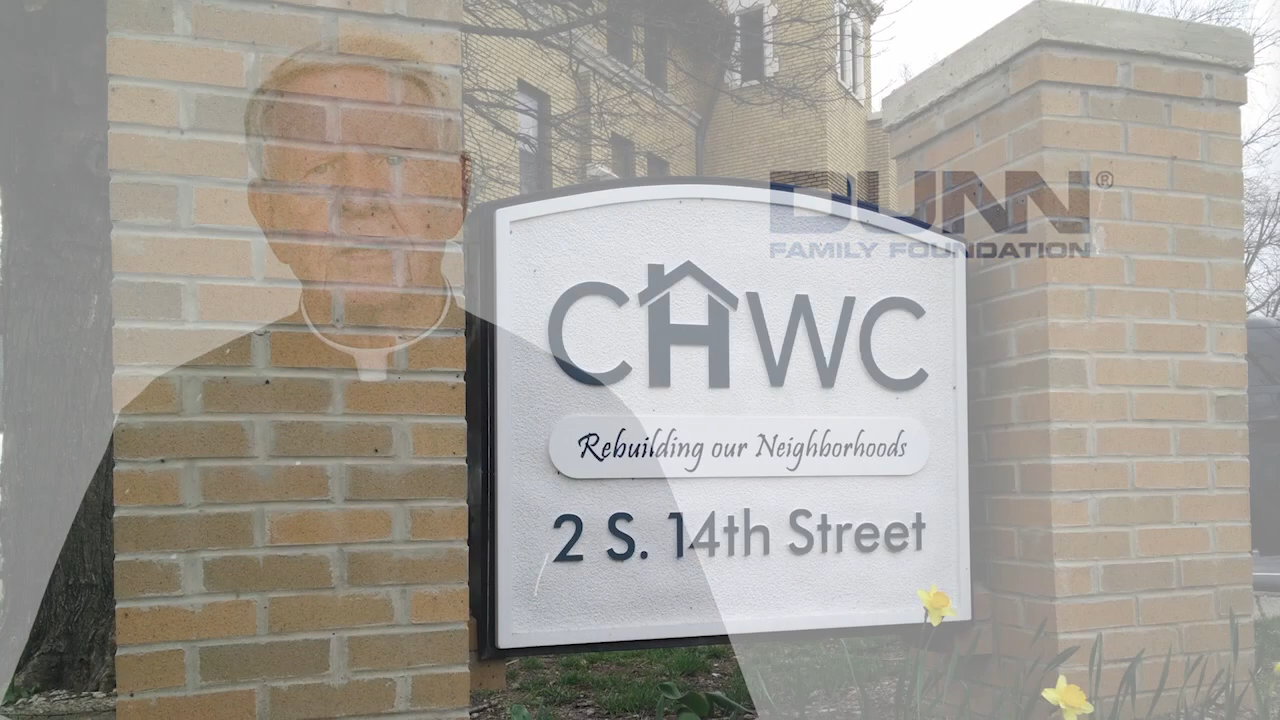 DUNN®
FAMILY FOUNDATION
CHWC
Rebuilding our Neighborhoods
2 S. 14th Street